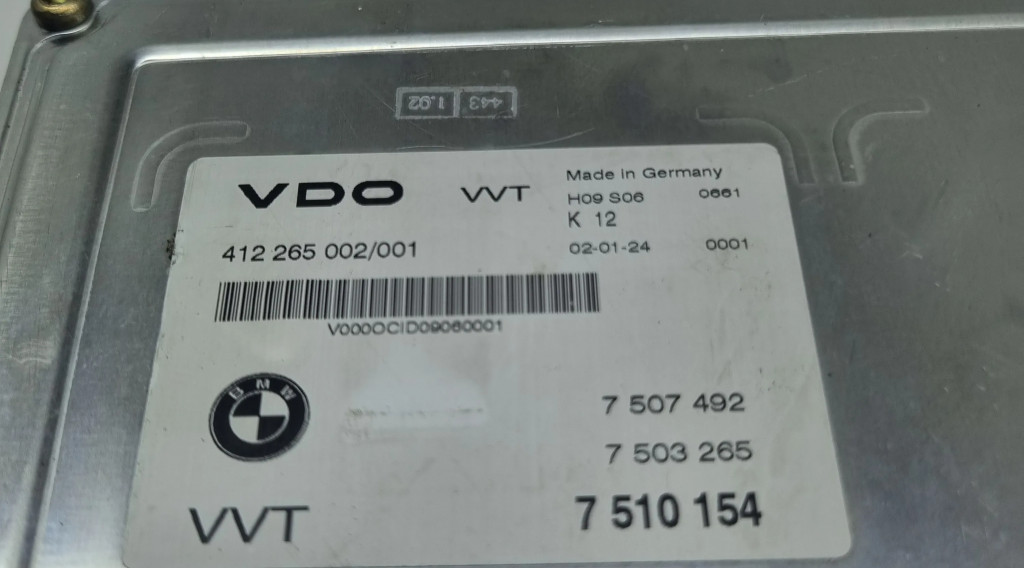 443 1.92
VDO VVT
Made in Germany
H09 S06 0661
K 12
412 265 002/001
02-01-24 0001
V0000CID09060001
BMW
7 507 492
7 503 265
VVT 7 510 154